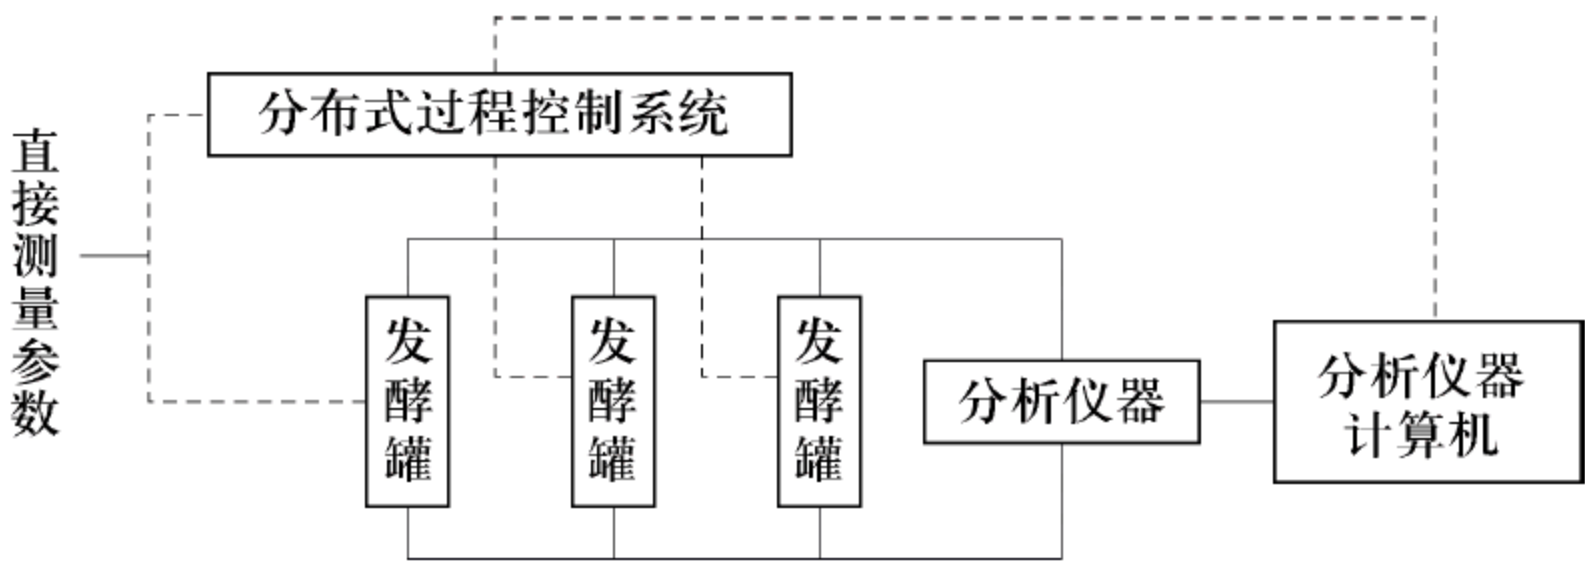 分布式过程控制系统
直接测量参数
发酵罐
发酵罐
发酵罐
分析仪器
分析仪器
计算机